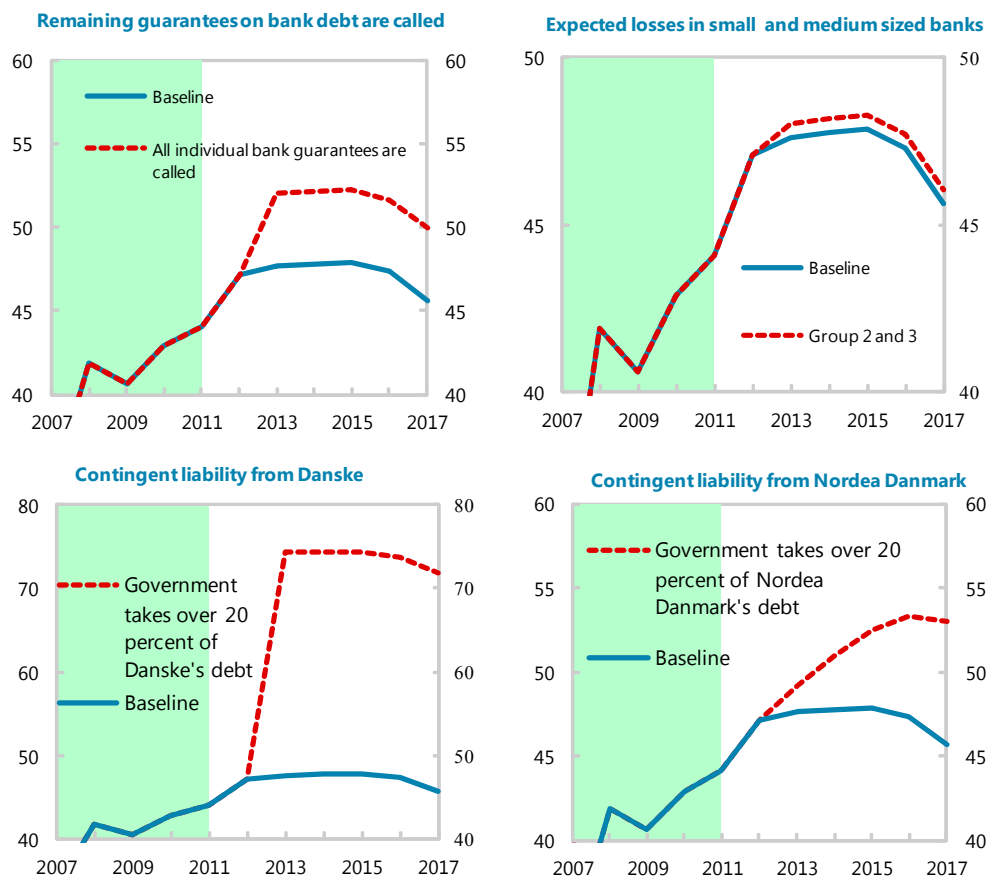 Remaining guarantees on bank debt are called
60 60
Baseline
55 55
All individual bank guarantees are
called
50 50
45 45
40 40
2007 2009 2011 2013 2015 2017
Expected losses in small and medium sized banks
50 50
45 45
Baseline
Group 2 and 3
40 40
2007 2009 2011 2013 2015 2017
Contingent liability from Danske
80 80
70 Government 70
takes over 20
percent of
60 Danske's debt 60
Baseline
50 50
40 40
2007 2009 2011 2013 2015 2017
Contingent liability from Nordea Danmark
60 60
Government takes over 20
55 percent of Nordea 55
Danmark's debt
Baseline
50 50
45 45
40 40
2007 2009 2011 2013 2015 2017